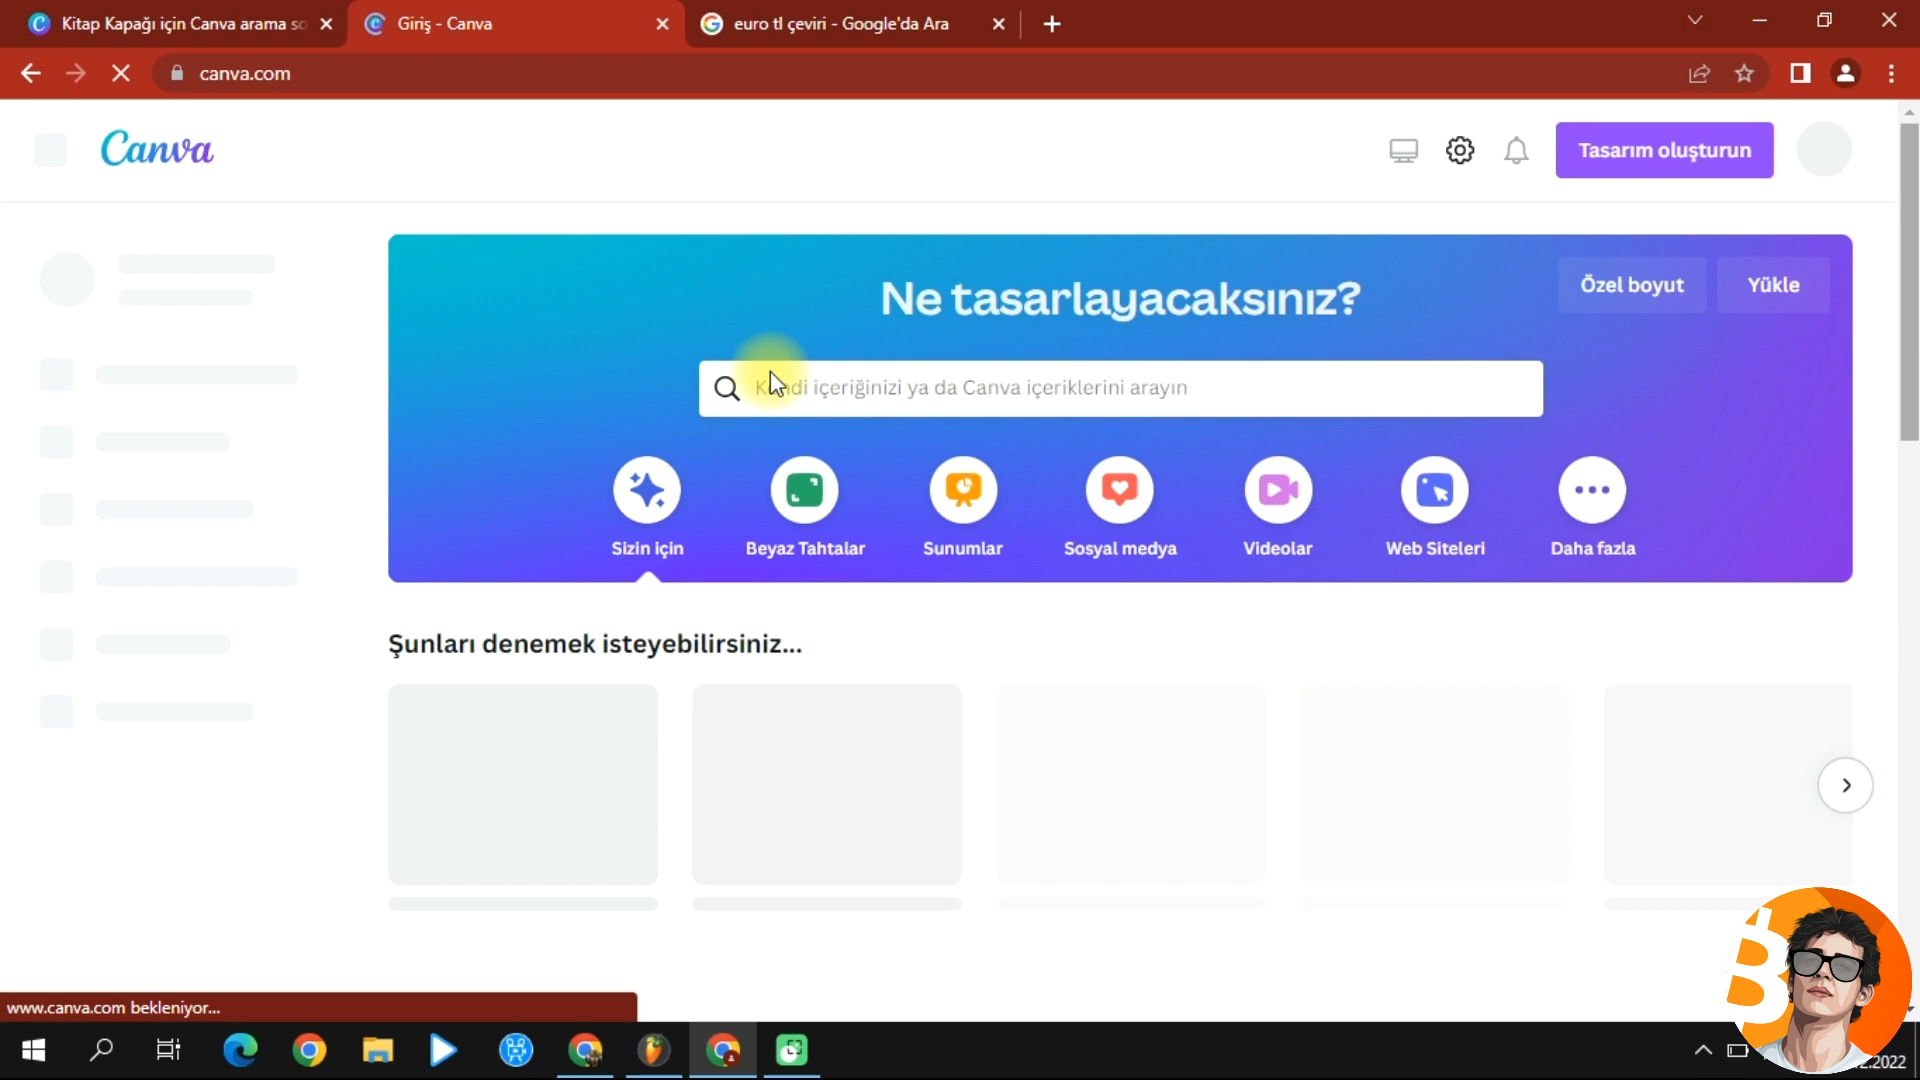 Kitap Kapağı için Canva arama so
Giriş - Canva
euro tl çeviri - Google'da Ara
canva.com
Canva
Tasarım oluşturun
Ne tasarlayacaksınız?
Özel boyut
Yükle
içeriğinizi ya da Canva içeriklerini arayın
Sizin için
Beyaz Tahtalar
Sunumlar
Sosyal medya
Videolar
Web Siteleri
Daha fazla
Şunları denemek isteyebilirsiniz...
www.canva.com bekleniyor...
.2022